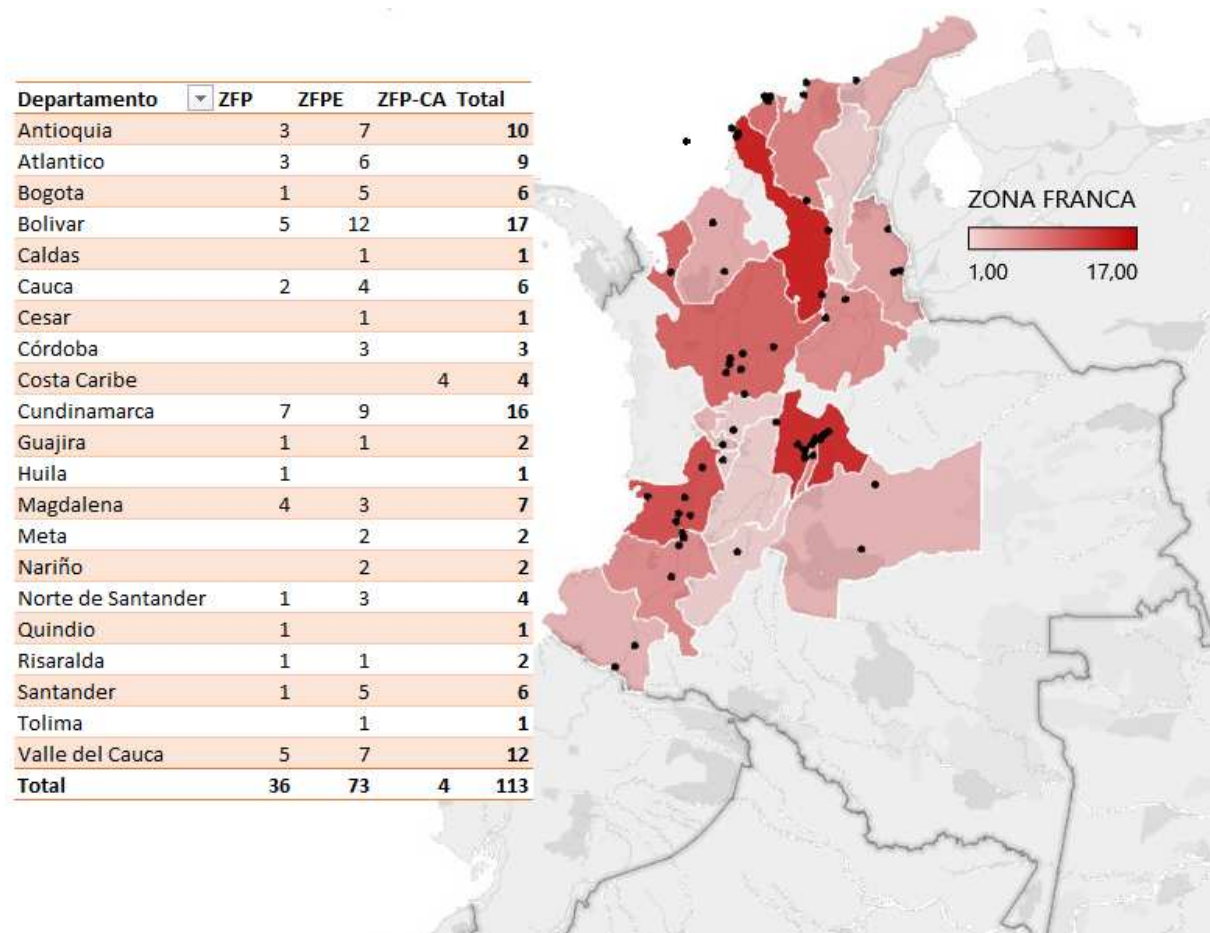 Departamento ZFP ZFPE ZFP-CA Total
Antioquia 3 7 10
Atlantico 3 6 9
Bogota 1 5 6
Bolivar 5 12 17
Caldas 1 1
Cauca 2 4 6
Cesar 1 1
Córdoba 3 3
Costa Caribe 4 4
Cundinamarca 7 9 16
Guajira 1 1 2
Huila 1 1
Magdalena 4 3 7
Meta 2 2
Nariño 2 2
Norte de Santander 1 3 4
Quindio 1 1
Risaralda 1 1 2
Santander 1 5 6
Tolima 1 1
Valle del Cauca 5 7 12
Total 36 73 4 113
ZONA FRANCA
1,00 17,00